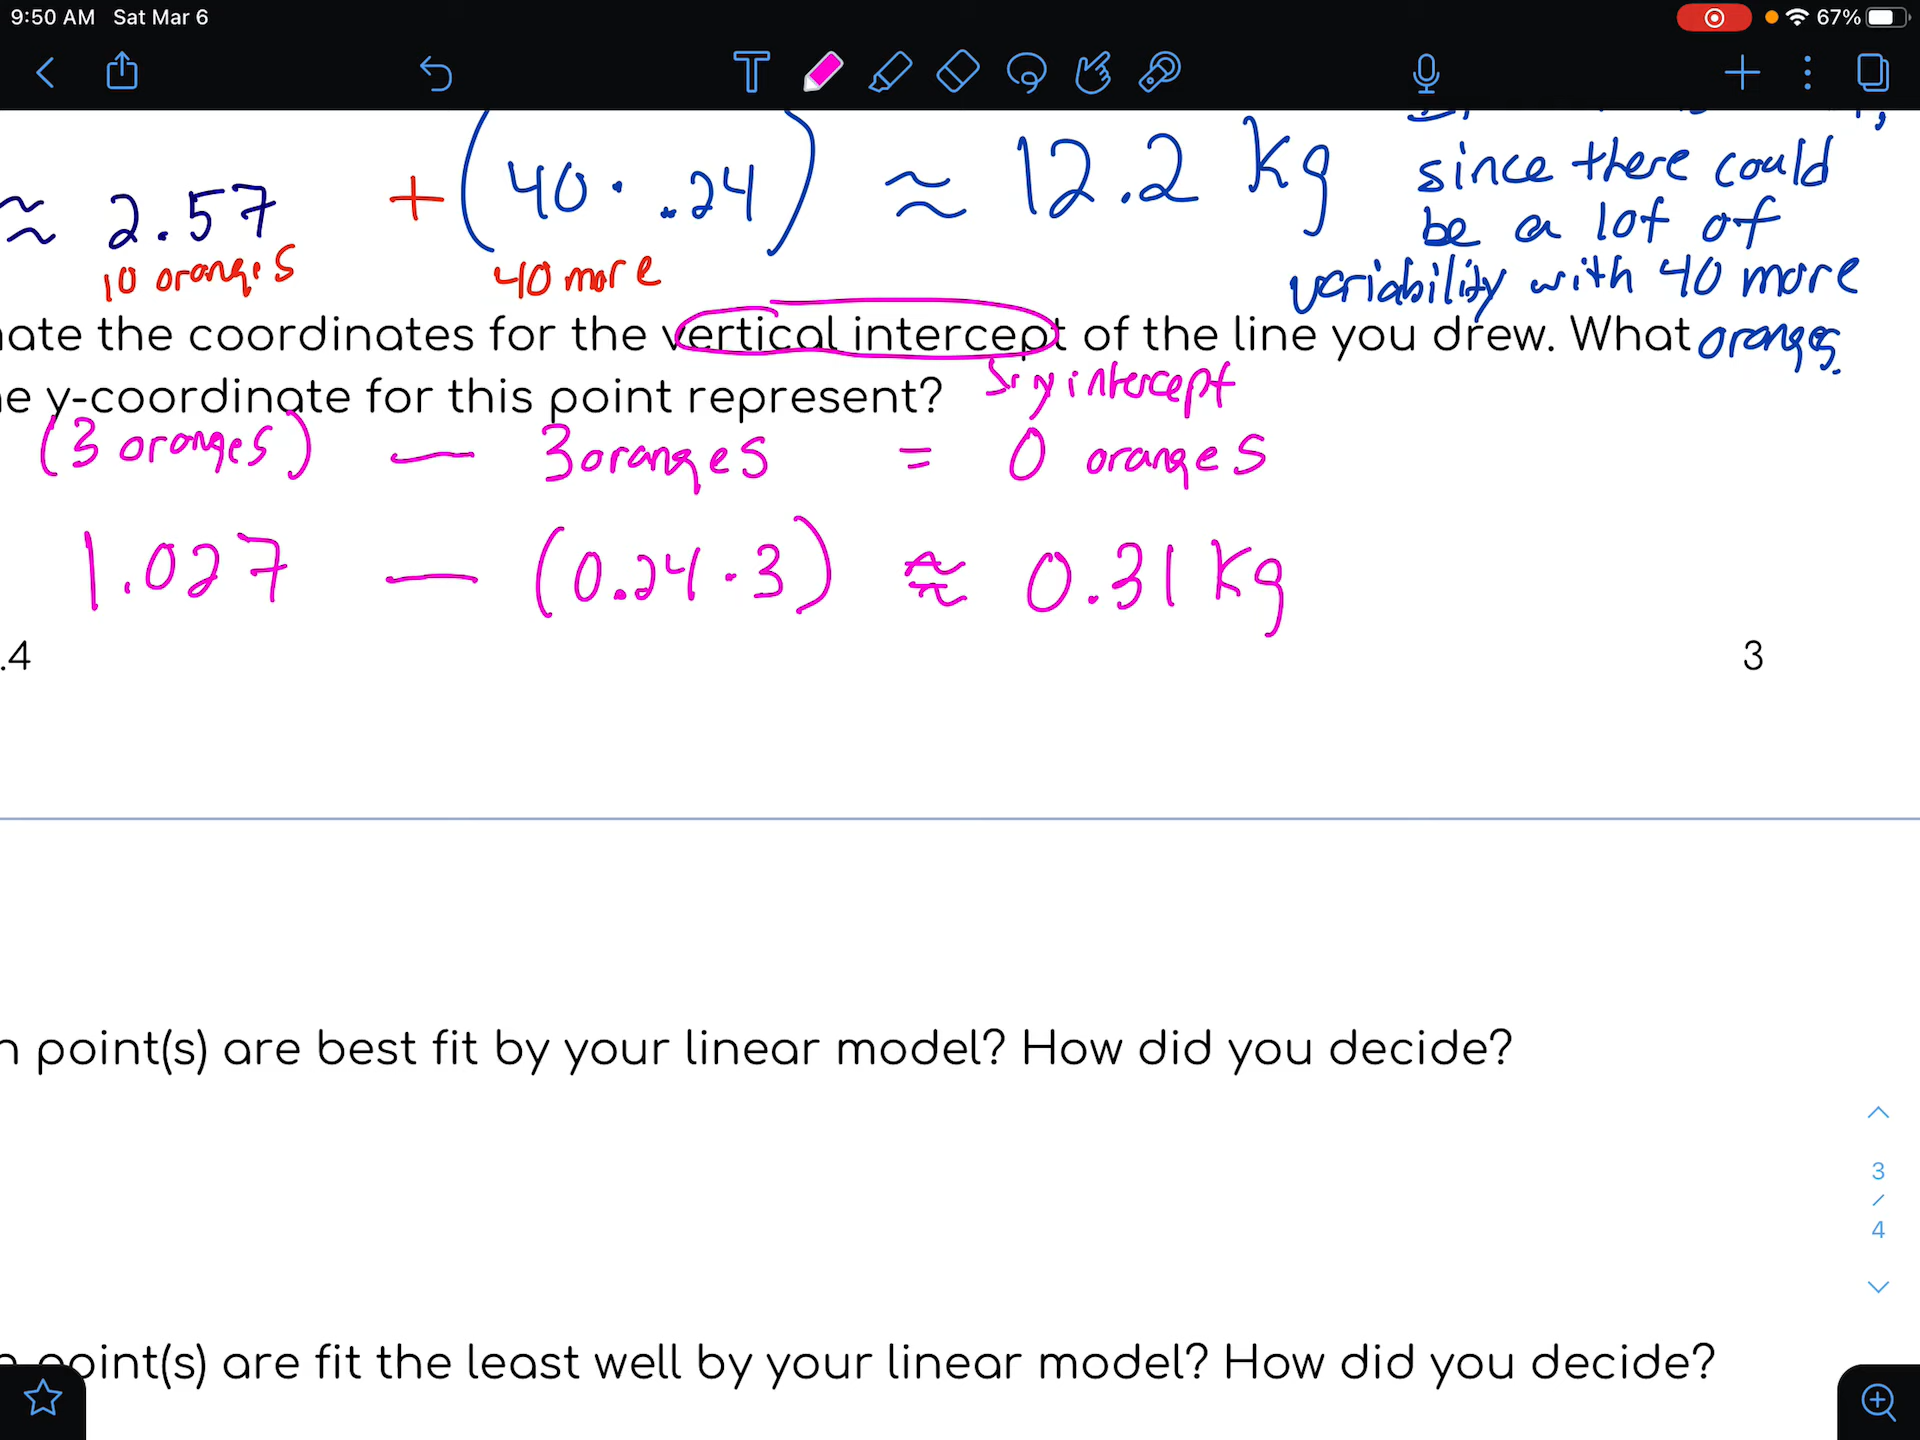 9:50 AM Sat Mar 6
67%
since there could
be a lot of
variability with 40 more
oranges.
≈ 2.57 + (40 · .24) ≈ 12.2 kg
10 oranges 40 more
ate the coordinates for the vertical intercept of the line you drew. What
e y-coordinate for this point represent?
y intercept
(3 oranges) — 3 oranges = 0 oranges
1.027 — (0.24 · 3) ≈ 0.31 kg
.4
3
point(s) are best fit by your linear model? How did you decide?
3
/
4
point(s) are fit the least well by your linear model? How did you decide?